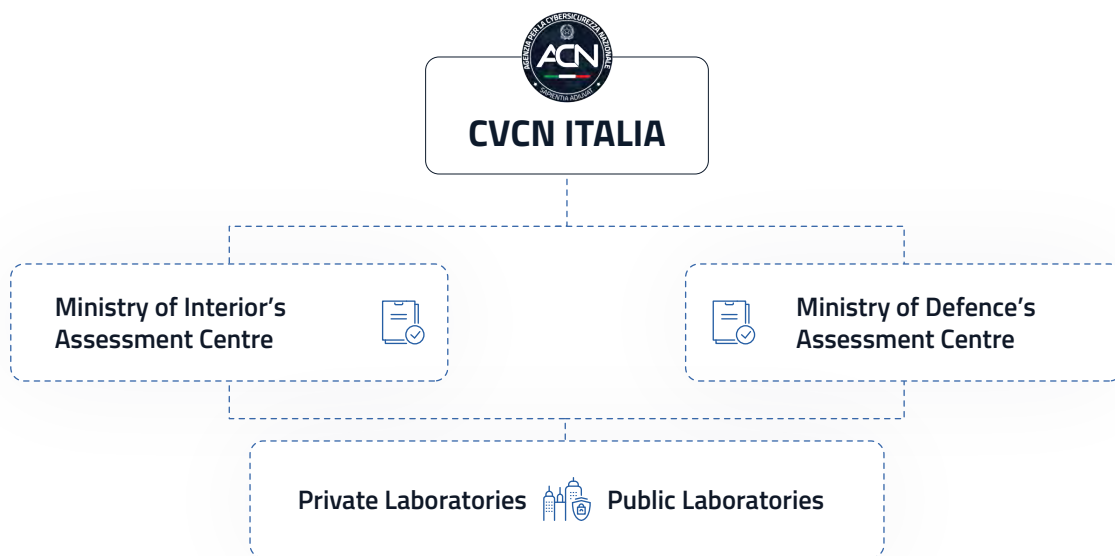 AGENZIA PER LA CYBERSICUREZZA NAZIONALE
ACN
SAPIENTIA ADIUVAT
CVCN ITALIA
Ministry of Interior’s
Assessment Centre
Ministry of Defence’s
Assessment Centre
Private Laboratories
Public Laboratories